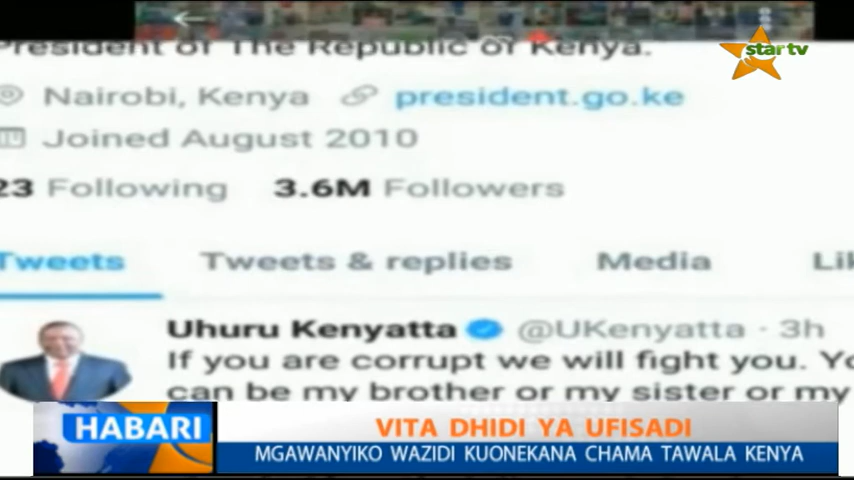 President of The Republic of Kenya.
star tv
Nairobi, Kenya president.go.ke
Joined August 2010
23 Following 3.6M Followers
Tweets Tweets & replies Media
Uhuru Kenyatta @UKenyatta · 3h
If you are corrupt we will fight you.
can be my brother or my sister or my
HABARI
VITA DHIDI YA UFISADI
MGAWANYIKO WAZIDI KUONEKANA CHAMA TAWALA KENYA